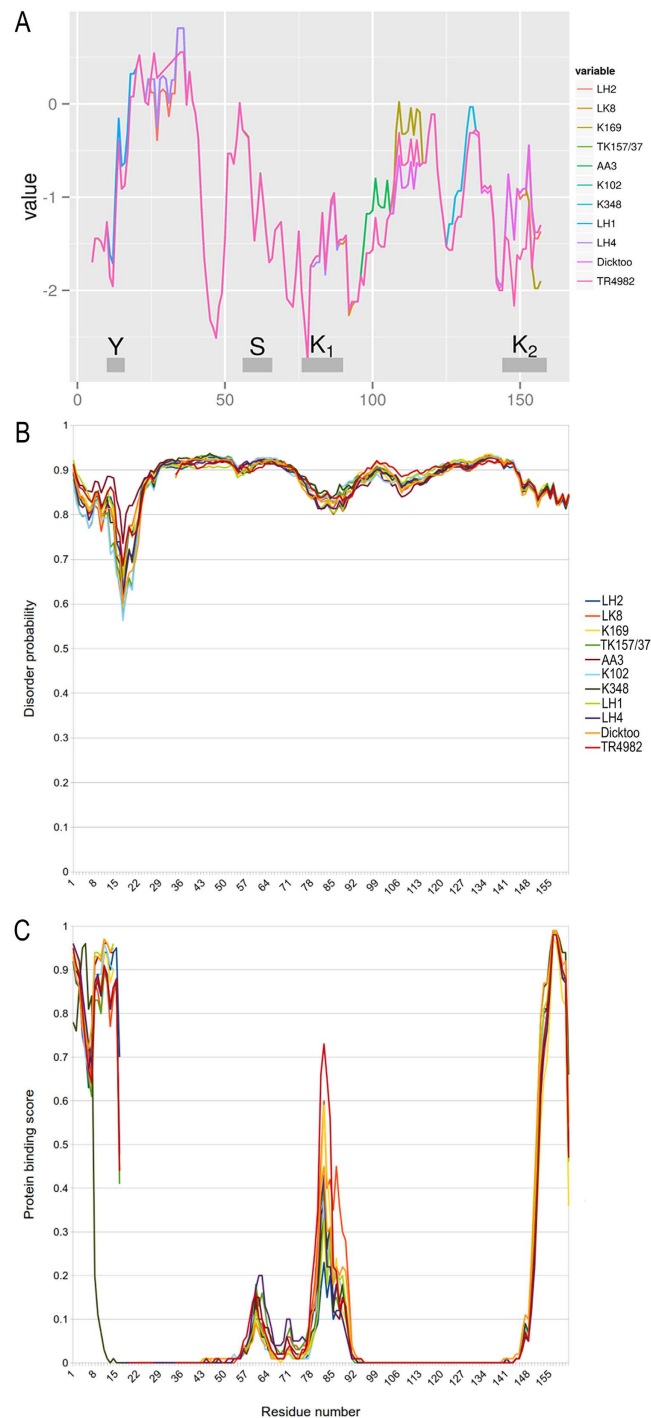 A
value
0
-1
-2
Y
S
K1
K2
0
50
100
150
variable
LH2
LK8
K169
TK157/37
AA3
K102
K348
LH1
LH4
Dicktoo
TR4982
B
Disorder probability
1
0.9
0.8
0.7
0.6
0.5
0.4
0.3
0.2
0.1
0
1 8 15 22 29 36 43 50 57 64 71 78 85 92 99 106 113 120 127 134 141 148 155
LH2
LK8
K169
TK157/37
AA3
K102
K348
LH1
LH4
Dicktoo
TR4982
C
Protein binding score
1
0.9
0.8
0.7
0.6
0.5
0.4
0.3
0.2
0.1
0
1 8 15 22 29 36 43 50 57 64 71 78 85 92 99 106 113 120 127 134 141 148 155
Residue number